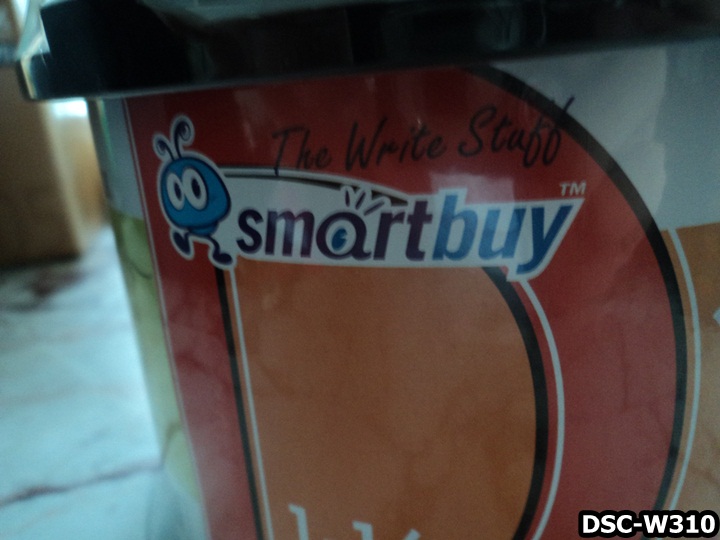 The Write Stuff
smartbuy™
DSC-W310